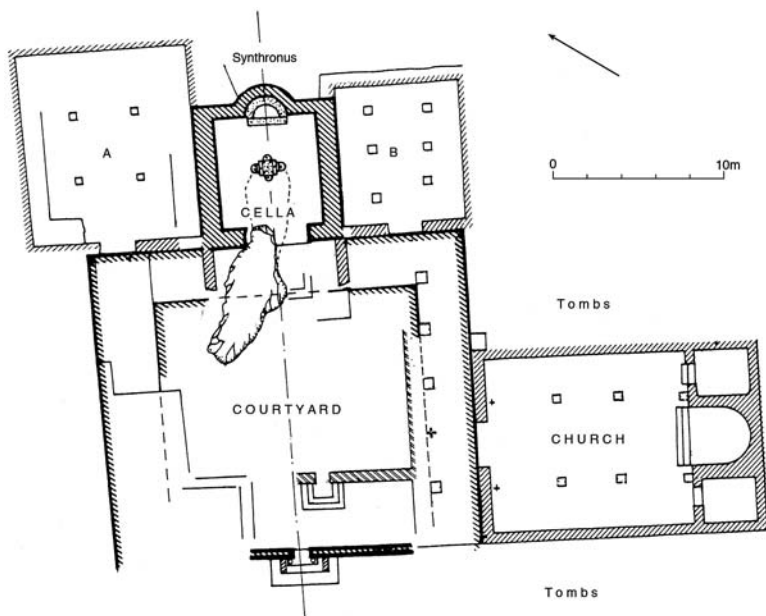 Synthronus
A
B
CELLA
0
10m
Tombs
COURTYARD
CHURCH
Tombs